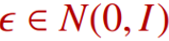 ϵ ∈ N(0, I)